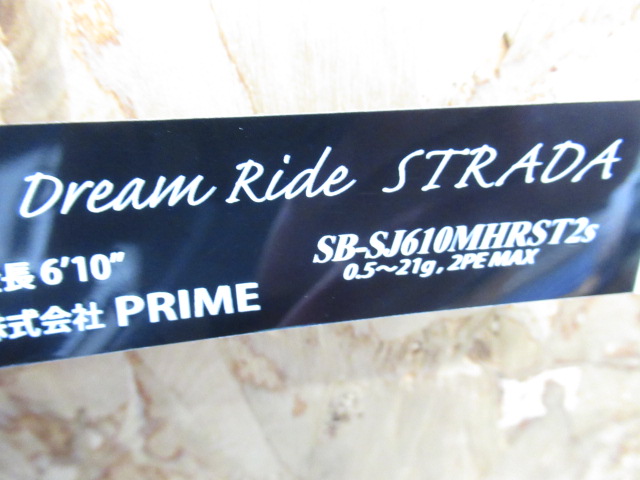 Dream Ride STRADA
SB-SJ610MHRST2s
0.5～21g, 2PE MAX
長 6'10"
式会社 PRIME